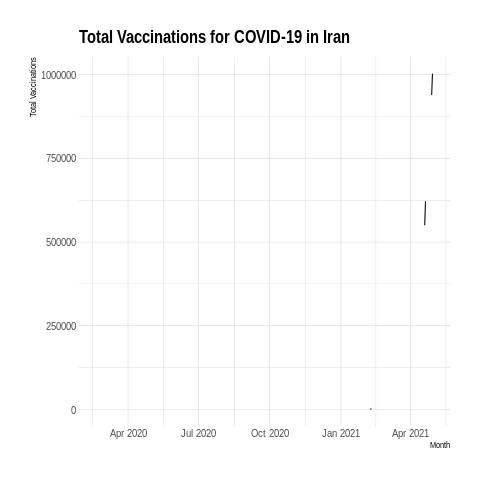 Total Vaccinations for COVID-19 in Iran
Total Vaccinations
1000000
750000
500000
250000
0
Apr 2020 Jul 2020 Oct 2020 Jan 2021 Apr 2021
Month